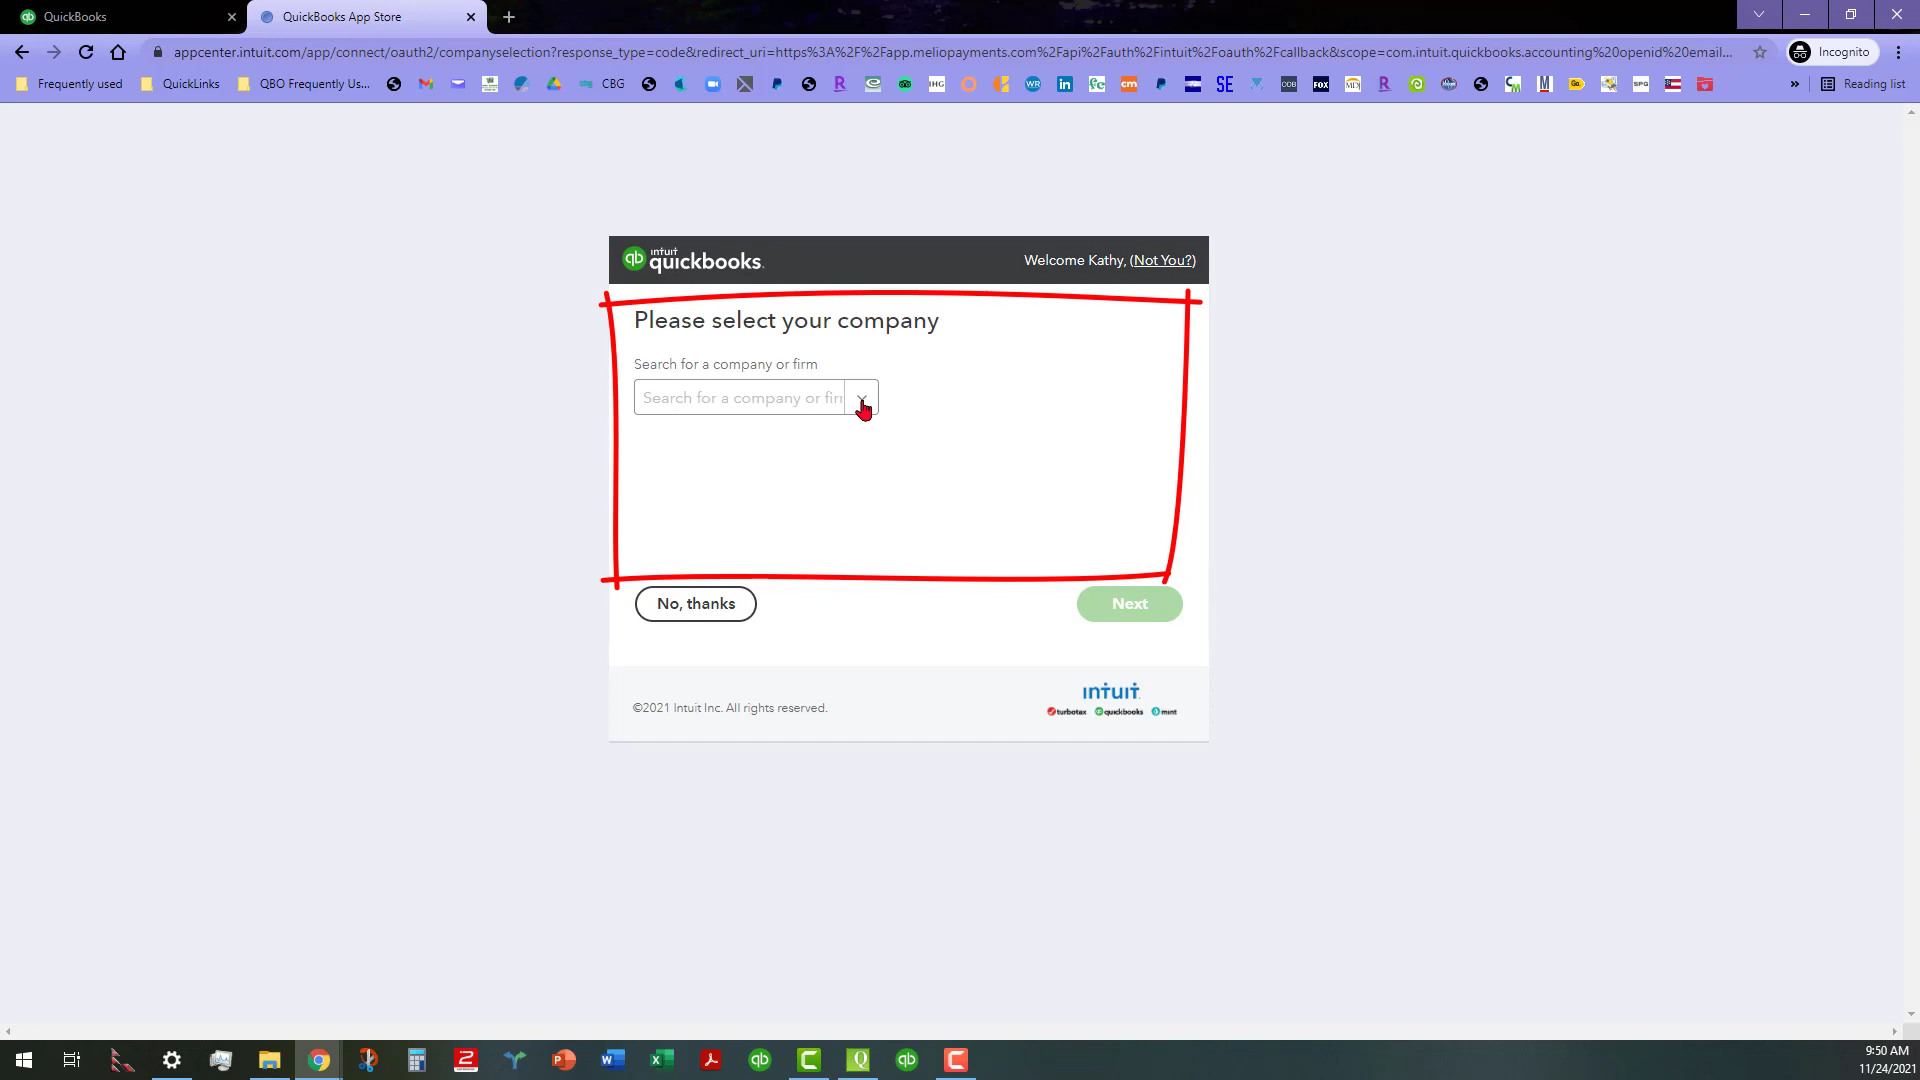 QuickBooks
QuickBooks App Store
appcenter.intuit.com/app/connect/oauth2/companyselection?response_type=code&redirect_uri=https%3A%2F%2Fapp.meliopayments.com%2Fapi%2Fauth%2Fintuit%2Foauth%2Fcallback&scope=com.intuit.quickbooks.accounting%20openid%20email...
Incognito
Frequently used
QuickLinks
QBO Frequently Us...
CBG
Reading list
intuit
quickbooks.
Welcome Kathy, (Not You?)
Please select your company
Search for a company or firm
Search for a company or fir
No, thanks
Next
©2021 Intuit Inc. All rights reserved.
intuit
turbotax quickbooks mint
9:50 AM
11/24/2021